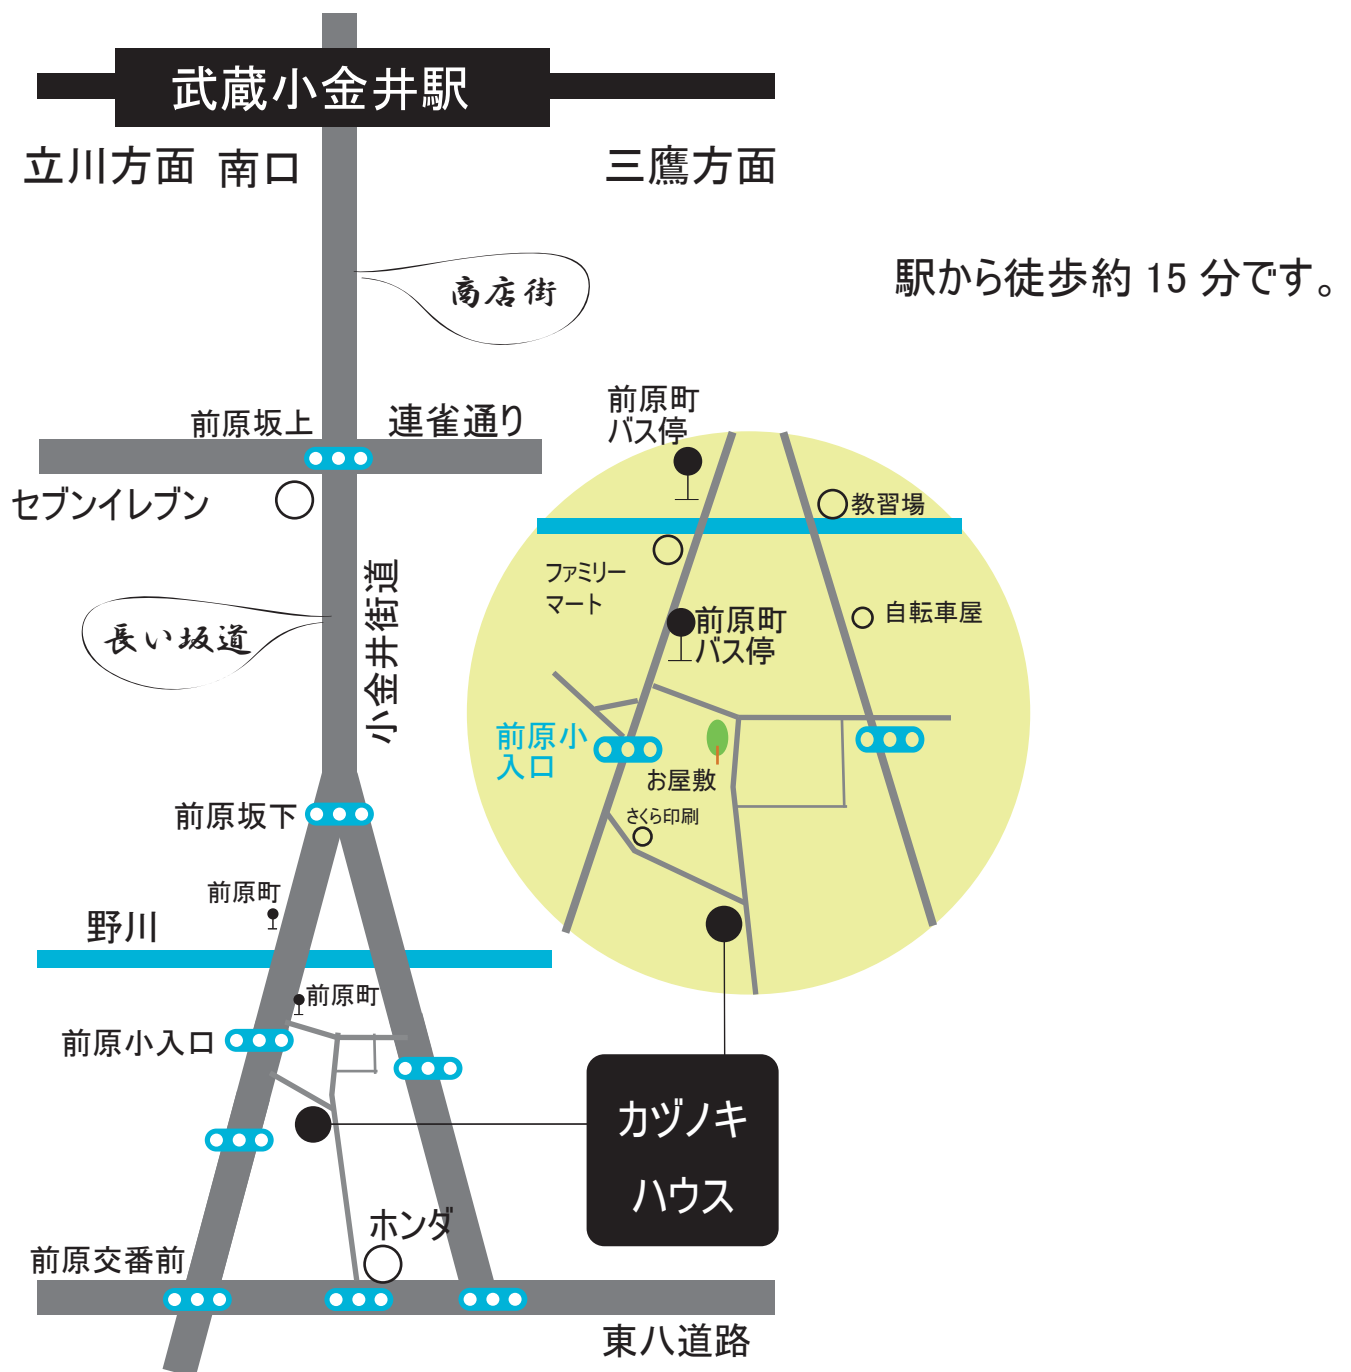 武蔵小金井駅
立川方面 南口
三鷹方面
商店街
駅から徒歩約 15 分です。
前原坂上
連雀通り
セブンイレブン
小金井街道
長い坂道
前原坂下
前原町
野川
前原町
前原小入口
ホンダ
前原交番前
東八道路
前原町
バス停
教習場
ファミリー
マート
前原町
バス停
自転車屋
前原小
入口
お屋敷
さくら印刷
カヅノキ
ハウス